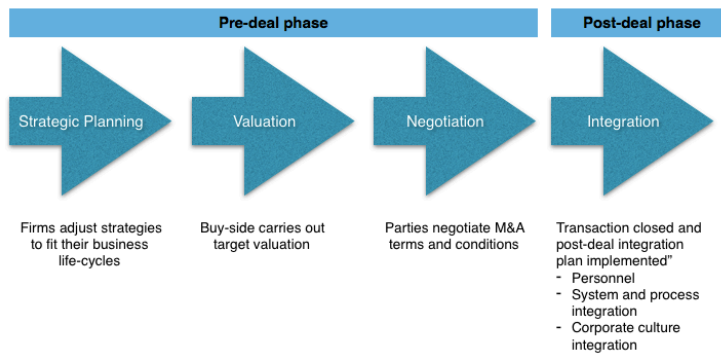 Pre-deal phase
Post-deal phase
Strategic Planning
Valuation
Negotiation
Integration
Firms adjust strategies
to fit their business
life-cycles
Buy-side carries out
target valuation
Parties negotiate M&A
terms and conditions
Transaction closed and
post-deal integration
plan implemented”
- Personnel
- System and process
integration
- Corporate culture
integration